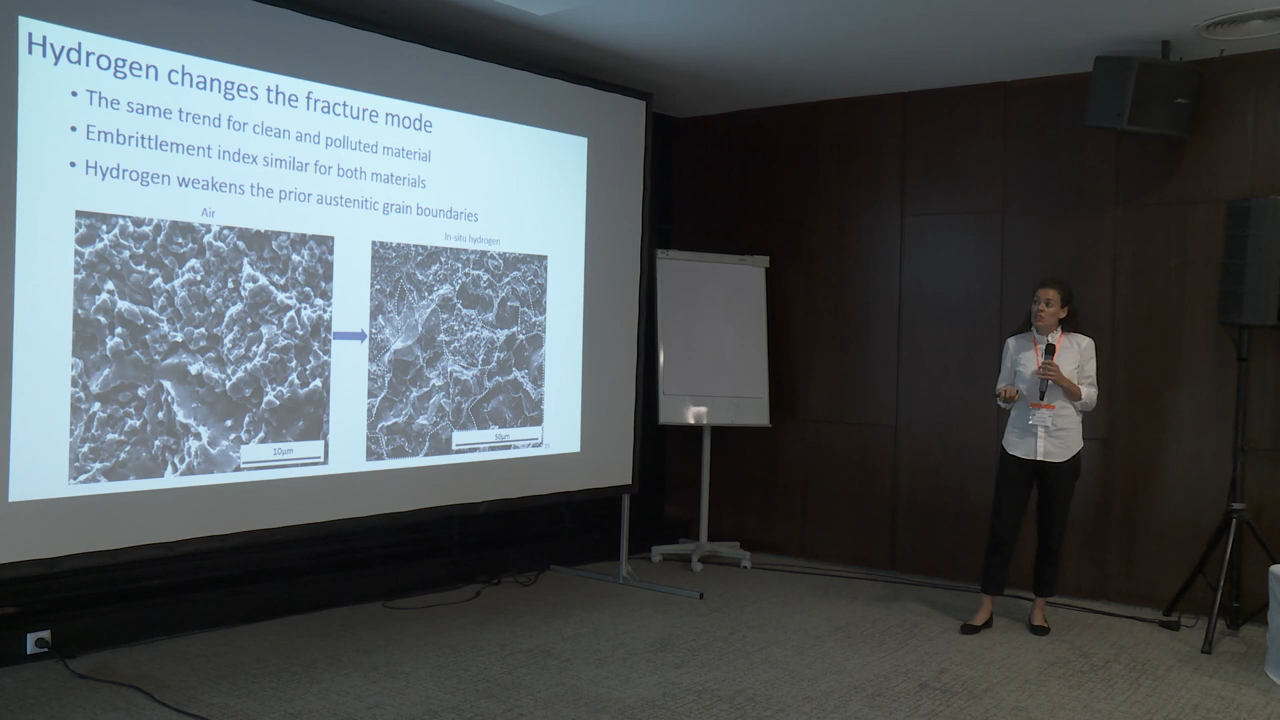 Hydrogen changes the fracture mode
• The same trend for clean and polluted material
• Embrittlement index similar for both materials
• Hydrogen weakens the prior austenitic grain boundaries
Air
In-situ hydrogen
10µm
50µm